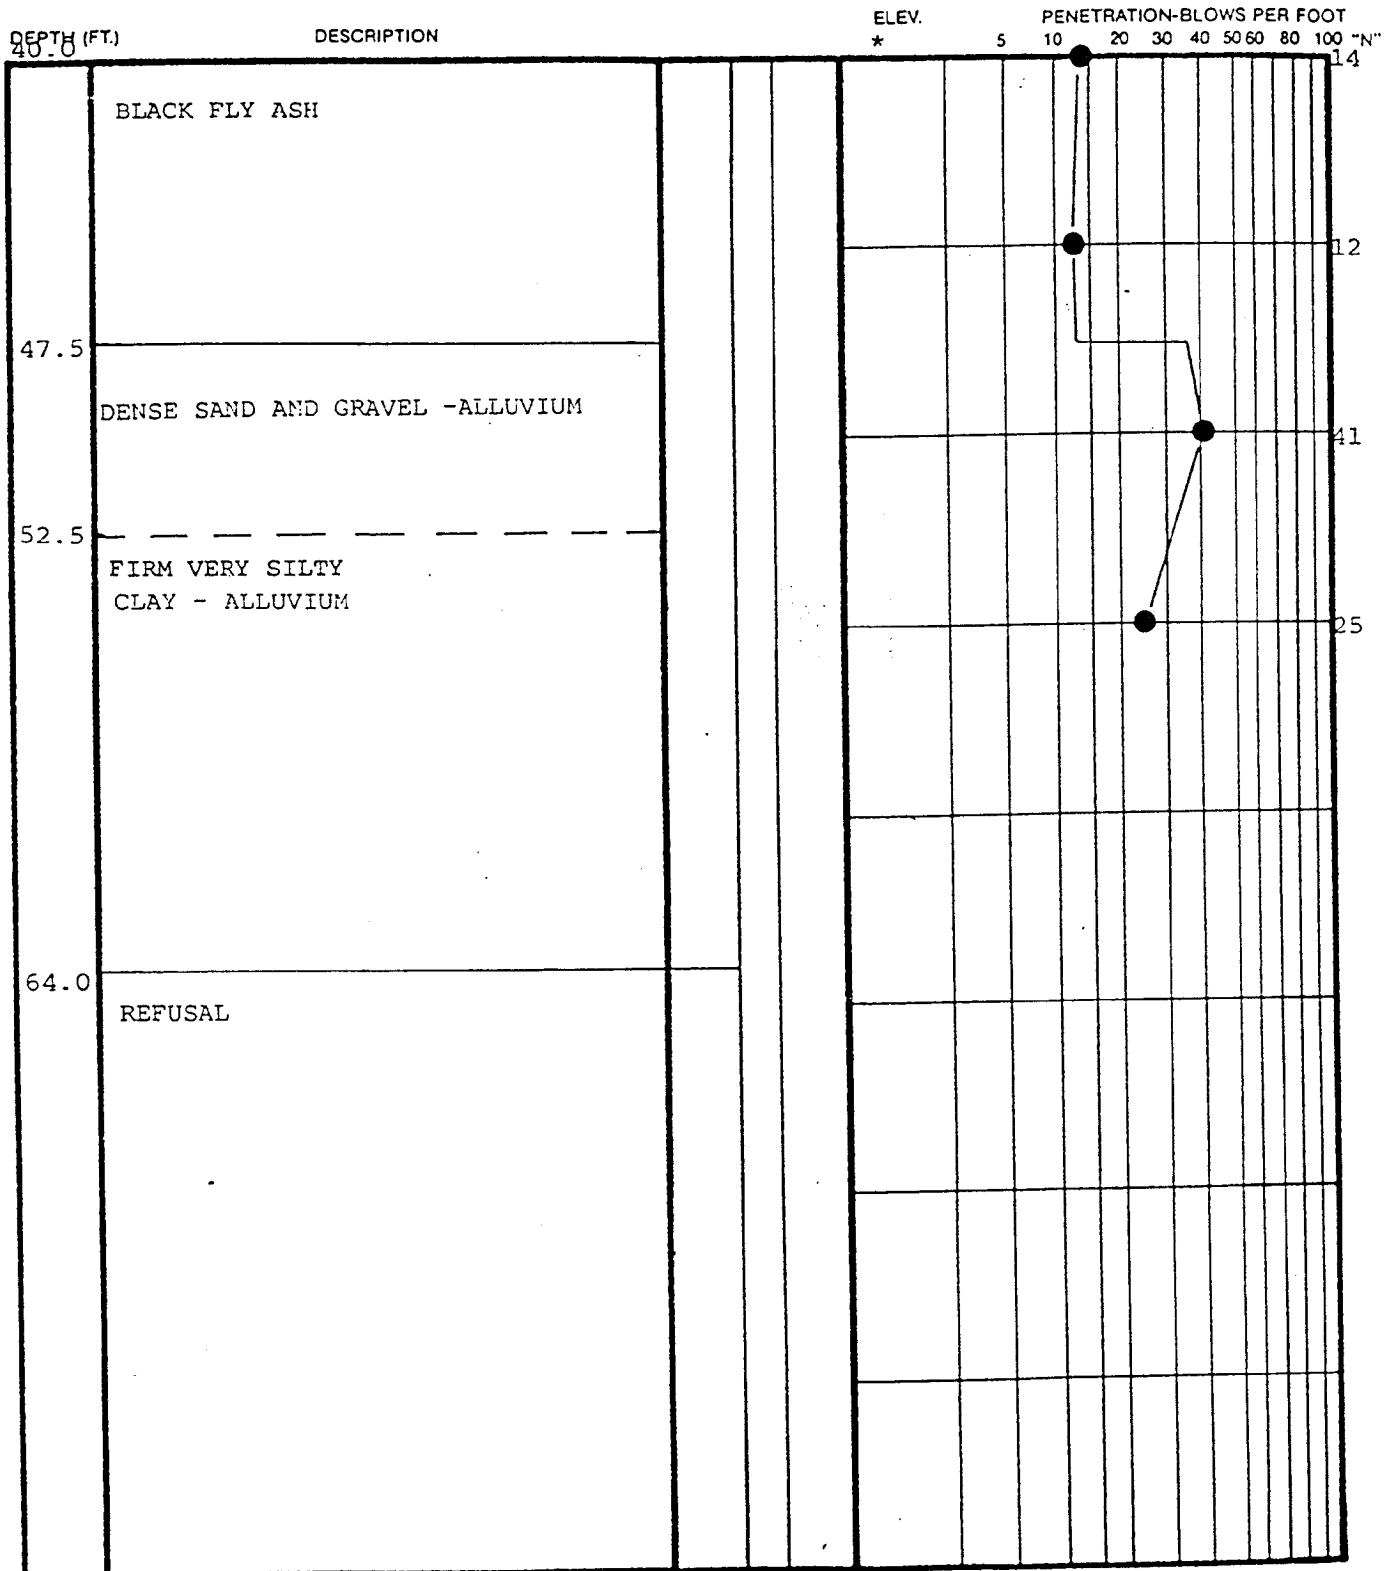 ELEV. PENETRATION-BLOWS PER FOOT
DEPTH (FT.) DESCRIPTION * 5 10 20 30 40 50 60 80 100 "N"
40.0 14
BLACK FLY ASH
12
47.5
DENSE SAND AND GRAVEL -ALLUVIUM
41
52.5
FIRM VERY SILTY
CLAY - ALLUVIUM
25
64.0
REFUSAL